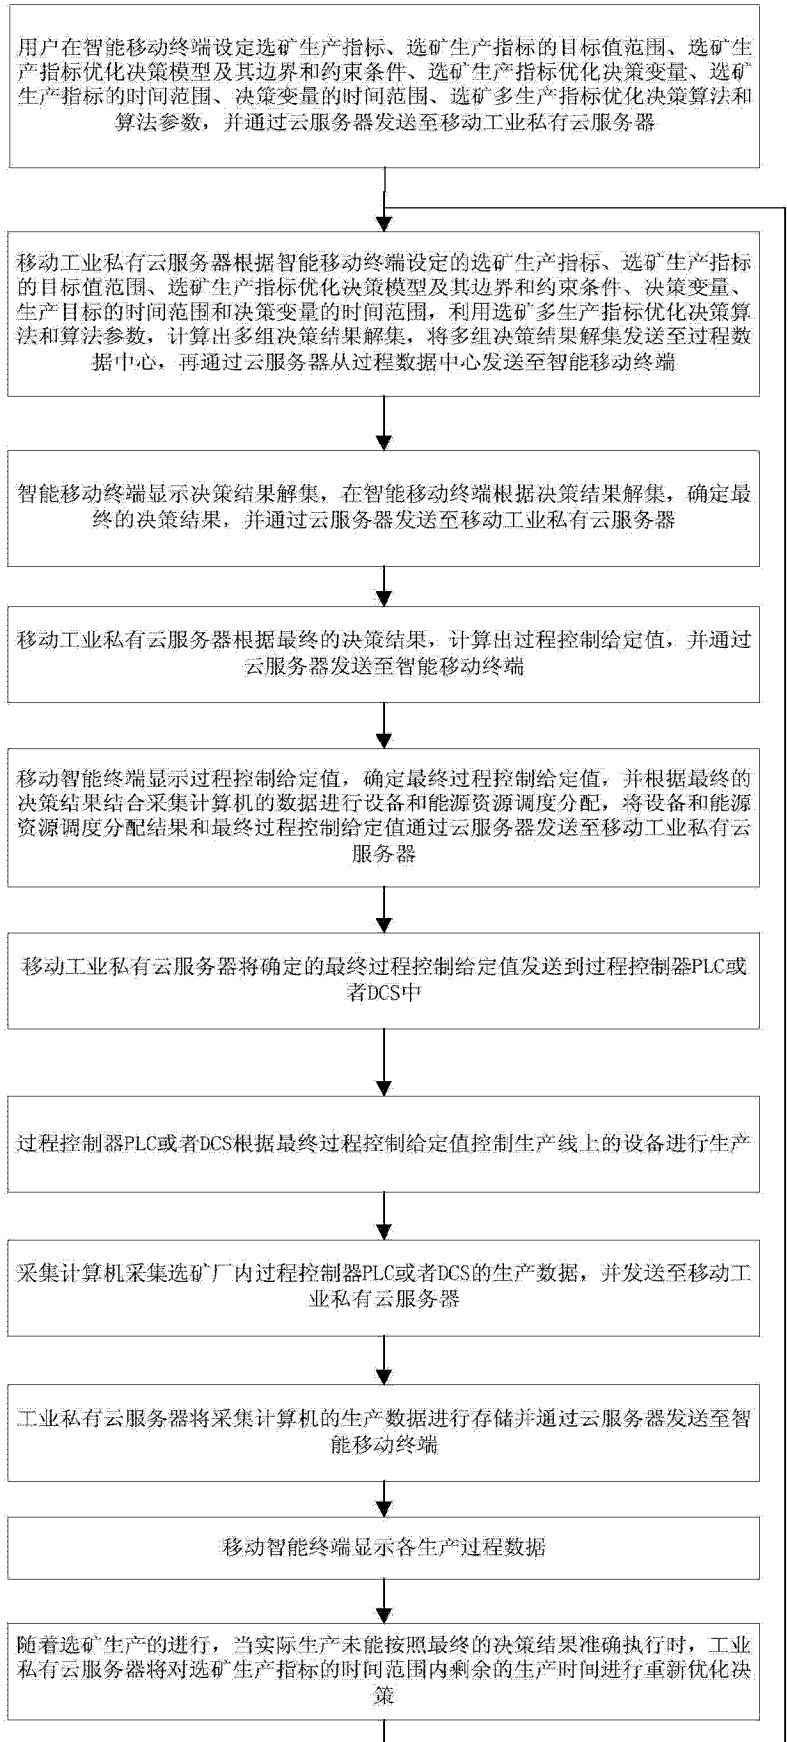 用户在智能移动终端设定选矿生产指标、选矿生产指标的目标值范围、选矿生
产指标优化决策模型及其边界和约束条件、选矿生产指标优化决策变量、选矿
生产指标的时间范围、决策变量的时间范围、选矿多生产指标优化决策算法和
算法参数，并通过云服务器发送至移动工业私有云服务器
移动工业私有云服务器根据智能移动终端设定的选矿生产指标、选矿生产指标
的目标值范围、选矿生产指标优化决策模型及其边界和约束条件、决策变量、
生产目标的时间范围和决策变量的时间范围，利用选矿多生产指标优化决策算
法和算法参数，计算出多组决策结果解集，将多组决策结果解集发送至过程数
据中心，再通过云服务器从过程数据中心发送至智能移动终端
智能移动终端显示决策结果解集，在智能移动终端根据决策结果解集，确定最
终的决策结果，并通过云服务器发送至移动工业私有云服务器
移动工业私有云服务器根据最终的决策结果，计算出过程控制给定值，并通过
云服务器发送至智能移动终端
移动智能终端显示过程控制给定值，确定最终过程控制给定值，并根据最终的
决策结果结合采集计算机的数据进行设备和能源资源调度分配，将设备和能源
资源调度分配结果和最终过程控制给定值通过云服务器发送至移动工业私有云
服务器
移动工业私有云服务器将确定的最终过程控制给定值发送到过程控制器PLC或
者DCS中
过程控制器PLC或者DCS根据最终过程控制给定值控制生产线上的设备进行生产
采集计算机采集选矿厂内过程控制器PLC或者DCS的生产数据，并发送至移动工
业私有云服务器
工业私有云服务器将采集计算机的生产数据进行存储并通过云服务器发送至智
能移动终端
移动智能终端显示各生产过程数据
随着选矿生产的进行，当实际生产未能按照最终的决策结果准确执行时，工业
私有云服务器将对选矿生产指标的时间范围内剩余的生产时间进行重新优化决
策